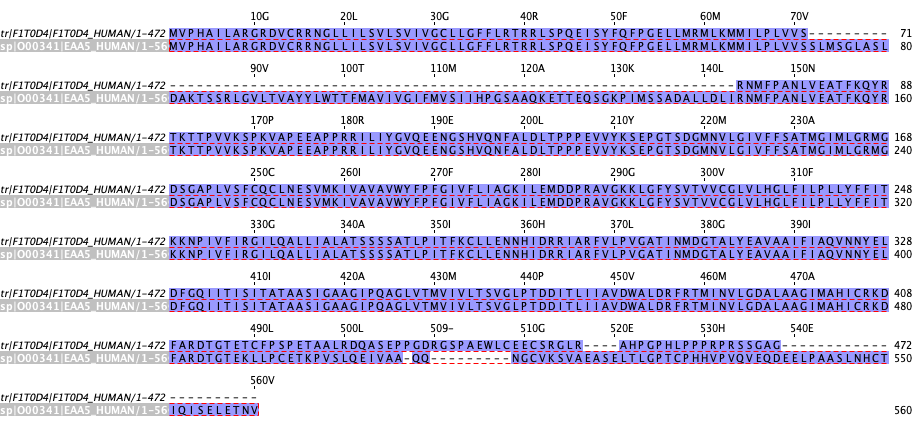 10G 20L 30G 40R 50F 60M 70V
tr|F1T0D4|F1T0D4_HUMAN/1-472 MVPHAILARGRDVCRRNGLLILSVLSVIVGCLLGFFLRTRRLSPQEISYFQFPGELLMRMLKMMILPLVVS--------- 71
sp|O00341|EAA5_HUMAN/1-56 MVPHAILARGRDVCRRNGLLILSVLSVIVGCLLGFFLRTRRLSPQEISYFQFPGELLMRMLKMMILPLVVSSLMSGLASL 80
90V 100T 110M 120A 130K 140L 150N
tr|F1T0D4|F1T0D4_HUMAN/1-472 ---------------------------------------------------------------RNMFPANLVEATFKQYR 88
sp|O00341|EAA5_HUMAN/1-56 DAKTSSRLGVLTVAYYLWTTFMAVIVGIFMVSIIHPGSAAQKETTEQSGKPIMSSADALLDLIRNMFPANLVEATFKQYR 160
170P 180R 190E 200L 210V 220M 230A
tr|F1T0D4|F1T0D4_HUMAN/1-472 TKTTPVVKSPKVAPEEAPPRRILIYGVQEENGSHVQNFALDLTPPPEVVYKSEPGTSDGMNVLGIVFFSATMGIMLGRMG 168
sp|O00341|EAA5_HUMAN/1-56 TKTTPVVKSPKVAPEEAPPRRILIYGVQEENGSHVQNFALDLTPPPEVVYKSEPGTSDGMNVLGIVFFSATMGIMLGRMG 240
250C 260V 270F 280E 290G 300V 310F
tr|F1T0D4|F1T0D4_HUMAN/1-472 DSGAPLVSFCQCLNESVMKIVAVAVWYFPFGIVFLIAGKILEMDDPRAVGKKLGFYSVTVVCGLVLHGLFILPLLYFFIT 248
sp|O00341|EAA5_HUMAN/1-56 DSGAPLVSFCQCLNESVMKIVAVAVWYFPFGIVFLIAGKILEMDDPRAVGKKLGFYSVTVVCGLVLHGLFILPLLYFFIT 320
330G 340A 350I 360H 370V 380G 390I
tr|F1T0D4|F1T0D4_HUMAN/1-472 KKNPIVFIRGILQALLIALATSSSSATLPITFKCLLENNHIDRRIARFVLPVGATINMDGTALYEAVAAIFIAQVNNYEL 328
sp|O00341|EAA5_HUMAN/1-56 KKNPIVFIRGILQALLIALATSSSSATLPITFKCLLENNHIDRRIARFVLPVGATINMDGTALYEAVAAIFIAQVNNYEL 400
410I 420A 430M 440P 450V 460M 470A
tr|F1T0D4|F1T0D4_HUMAN/1-472 DFGQIITISITATAASIGAAGIPQAGLVTMVIVLTSVGLPTDDITLIIAVDWALDRFRTMINVLGDALAAGIMAHICRKD 408
sp|O00341|EAA5_HUMAN/1-56 DFGQIITISITATAASIGAAGIPQAGLVTMVIVLTSVGLPTDDITLIIAVDWALDRFRTMINVLGDALAAGIMAHICRKD 480
490L 500L 509- 510G 520L 530H 540E
tr|F1T0D4|F1T0D4_HUMAN/1-472 FARDTGTETCFPSPETAALRDQASEPPGDRGSPAEWLCEECSRGLR----AHPGPHLPPPRPRSSGAG------------ 472
sp|O00341|EAA5_HUMAN/1-56 FARDTGTEKLLPCETKPVSLQEIVAA-QQ---------NGCVKSVAEASELTLGPTCPHHVPVQVEQDEELPAASLNHCT 550
560V
tr|F1T0D4|F1T0D4_HUMAN/1-472 ----------
sp|O00341|EAA5_HUMAN/1-56 IQISELETNV 560